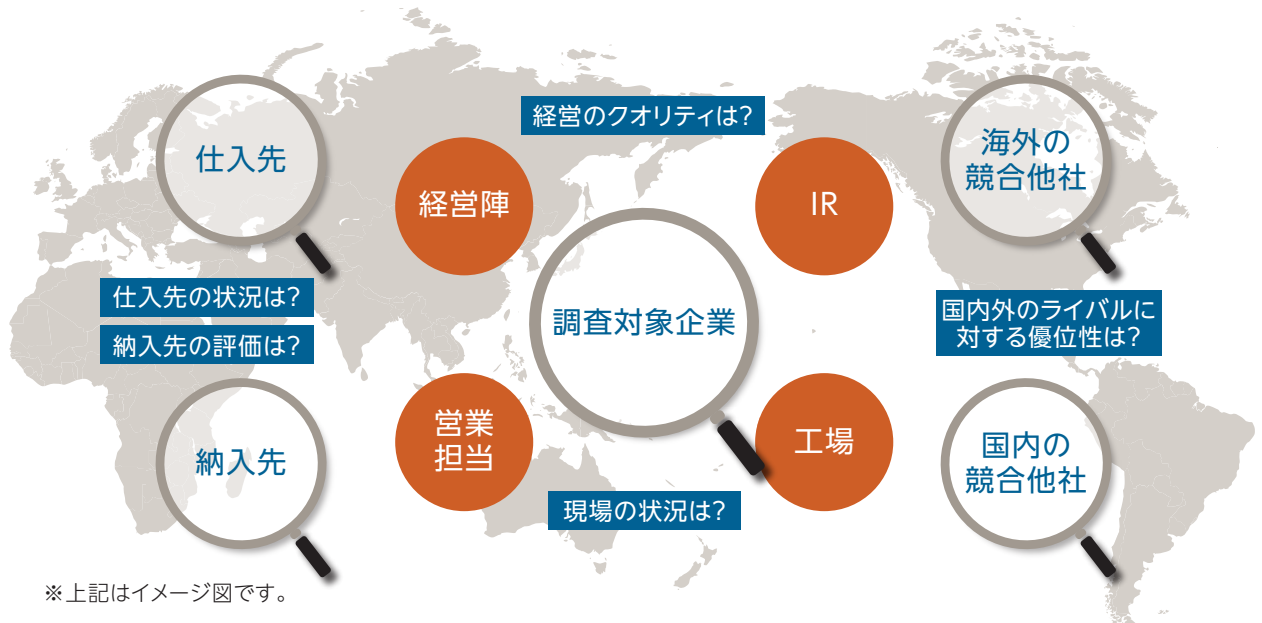 経営のクオリティは?
仕入先
経営陣
IR
海外の
競合他社
調査対象企業
仕入先の状況は?
納入先の評価は?
国内外のライバルに
対する優位性は?
納入先
営業
担当
工場
国内の
競合他社
現場の状況は?
※上記はイメージ図です。